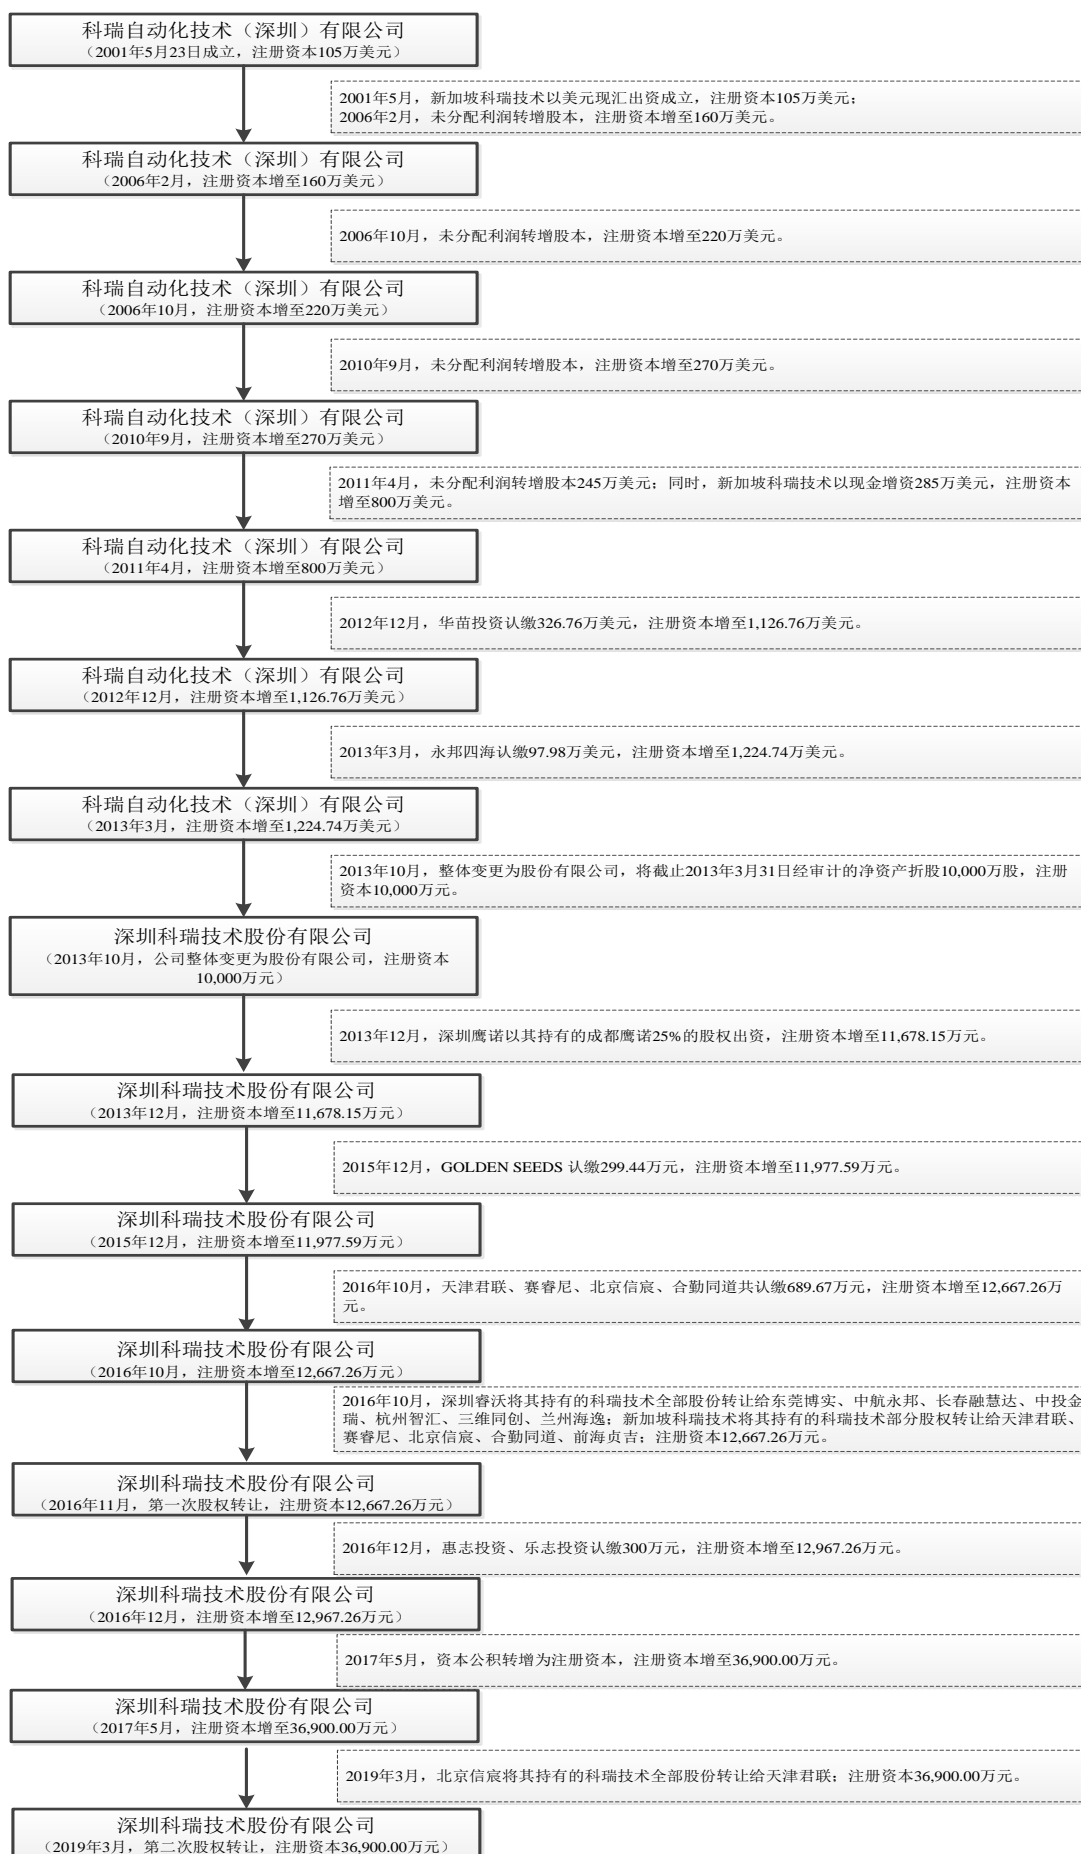 科瑞自动化技术（深圳）有限公司
（2001年5月23日成立，注册资本105万美元）
2001年5月，新加坡科瑞技术以美元现汇出资成立，注册资本105万美元；
2006年2月，未分配利润转增股本，注册资本增至160万美元。
科瑞自动化技术（深圳）有限公司
（2006年2月，注册资本增至160万美元）
2006年10月，未分配利润转增股本，注册资本增至220万美元。
科瑞自动化技术（深圳）有限公司
（2006年10月，注册资本增至220万美元）
2010年9月，未分配利润转增股本，注册资本增至270万美元。
科瑞自动化技术（深圳）有限公司
（2010年9月，注册资本增至270万美元）
2011年4月，未分配利润转增股本245万美元；同时，新加坡科瑞技术以现金增资285万美元，注册资本
增至800万美元。
科瑞自动化技术（深圳）有限公司
（2011年4月，注册资本增至800万美元）
2012年12月，华苗投资认缴326.76万美元，注册资本增至1,126.76万美元。
科瑞自动化技术（深圳）有限公司
（2012年12月，注册资本增至1,126.76万美元）
2013年3月，永邦四海认缴97.98万美元，注册资本增至1,224.74万美元。
科瑞自动化技术（深圳）有限公司
（2013年3月，注册资本增至1,224.74万美元）
2013年10月，整体变更为股份有限公司，将截止2013年3月31日经审计的净资产折股10,000万股，注册
资本10,000万元。
深圳科瑞技术股份有限公司
（2013年10月，公司整体变更为股份有限公司，注册资本
10,000万元）
2013年12月，深圳鹰诺以其持有的成都鹰诺25%的股权出资，注册资本增至11,678.15万元。
深圳科瑞技术股份有限公司
（2013年12月，注册资本增至11,678.15万元）
2015年12月，GOLDEN SEEDS 认缴299.44万元，注册资本增至11,977.59万元。
深圳科瑞技术股份有限公司
（2015年12月，注册资本增至11,977.59万元）
2016年10月，天津君联、赛睿尼、北京信宸、合勤同道共认缴689.67万元，注册资本增至12,667.26万
元。
深圳科瑞技术股份有限公司
（2016年10月，注册资本增至12,667.26万元）
2016年10月，深圳睿沃将其持有的科瑞技术全部股份转让给东莞博实、中航永邦、长春融慧达、中投金
瑞、杭州智汇、三维同创、兰州海逸；新加坡科瑞技术将其持有的科瑞技术部分股权转让给天津君联、
赛睿尼、北京信宸、合勤同道、前海贞吉；注册资本12,667.26万元。
深圳科瑞技术股份有限公司
（2016年11月，第一次股权转让，注册资本12,667.26万元）
2016年12月，惠志投资、乐志投资认缴300万元，注册资本增至12,967.26万元。
深圳科瑞技术股份有限公司
（2016年12月，注册资本增至12,967.26万元）
2017年5月，资本公积转增为注册资本，注册资本增至36,900.00万元。
深圳科瑞技术股份有限公司
（2017年5月，注册资本增至36,900.00万元）
2019年3月，北京信宸将其持有的科瑞技术全部股份转让给天津君联；注册资本36,900.00万元。
深圳科瑞技术股份有限公司
（2019年3月，第二次股权转让，注册资本36,900.00万元）